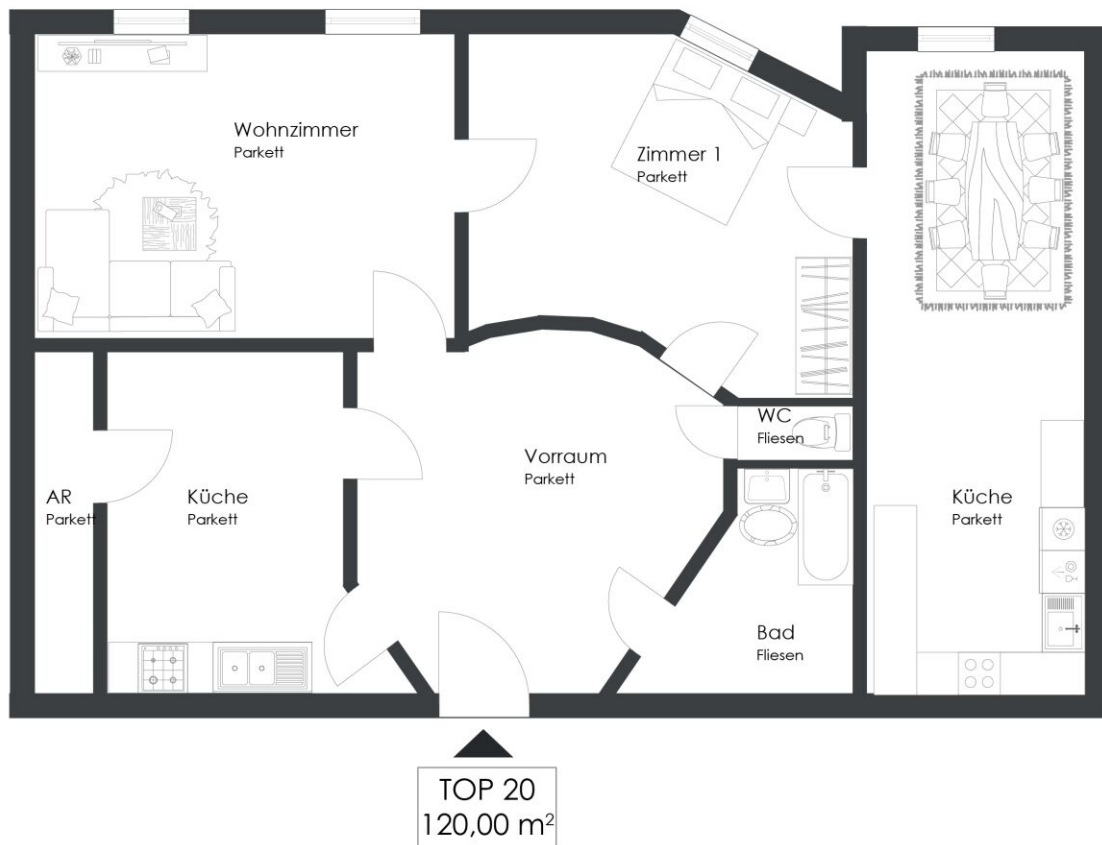 Wohnzimmer
Parkett
Zimmer 1
Parkett
WC
Fliesen
Vorraum
Parkett
AR
Parkett
Küche
Parkett
Küche
Parkett
Bad
Fliesen
TOP 20
120,00 m²